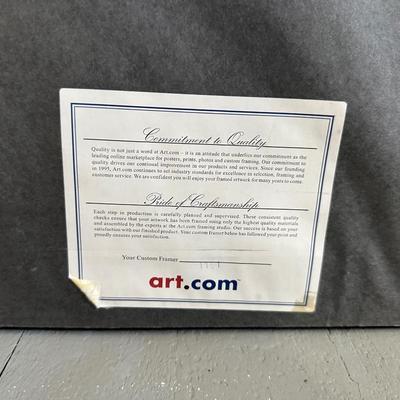 Commitment to Quality
Quality is not just a word at Art.com – it is an attitude that underlies our commitment as the
leading online marketplace for posters, prints, photos and custom framing. Our commitment to
quality drives our continual improvement in our products and services. Since our founding
in 1995, Art.com continues to set industry standards for excellence in selection, framing and
customer service. We are confident you will enjoy your framed artwork for many years to come.
Pride of Craftsmanship
Each step in production is carefully planned and supervised. These consistent quality
checks ensure that your artwork has been framed using only the highest quality materials
and assembled by the experts at the Art.com framing studio. Our success is based on your
satisfaction with our finished product. Your custom framer below has followed your print and
proudly ensures your satisfaction.
Your Custom Framer
art.com